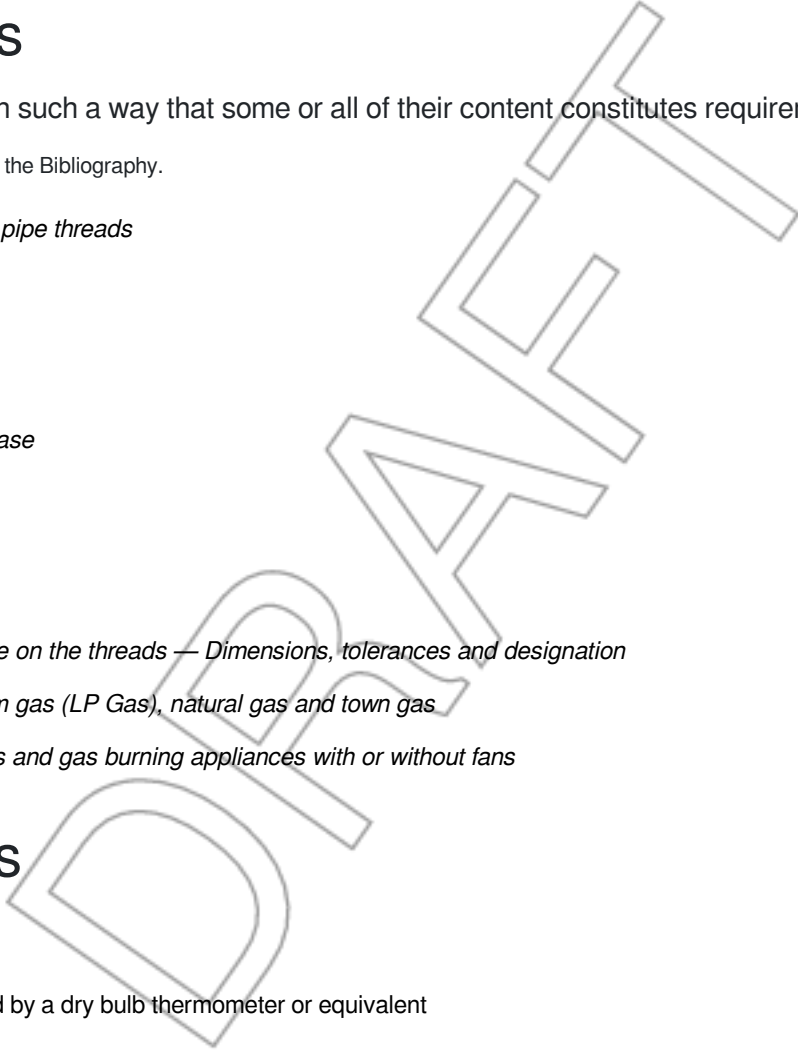 s
n such a way that some or all of their content constitutes require
the Bibliography.
pipe threads
ase
e on the threads — Dimensions, tolerances and designation
m gas (LP Gas), natural gas and town gas
s and gas burning appliances with or without fans
s
d by a dry bulb thermometer or equivalent
DRAFT